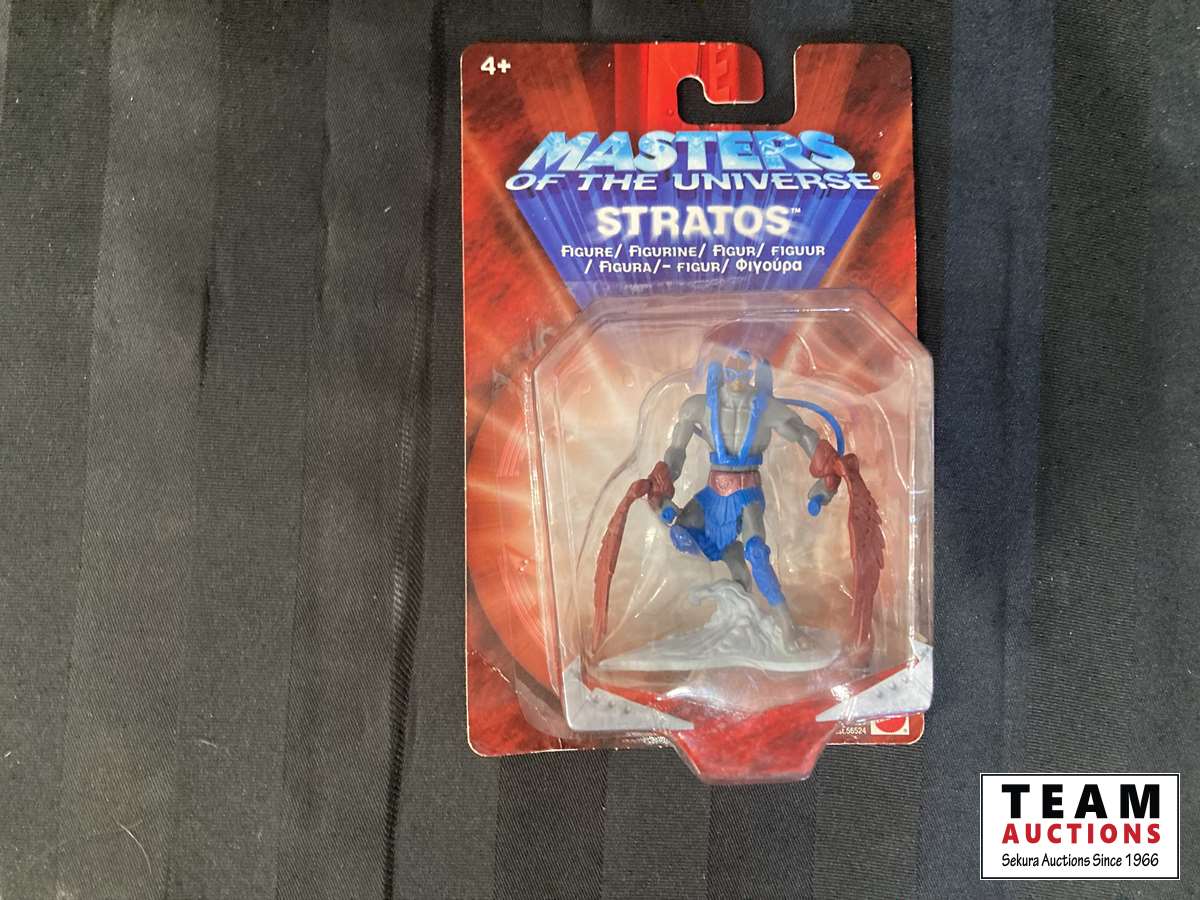 4+
MASTERS
OF THE UNIVERSE®
STRATOS™
FIGURE/ FIGURINE/ FIGUR/ FIGUUR
/ FIGURA/– FIGUR/ Φιγούρα
56524
TEAM
AUCTIONS
Sekura Auctions Since 1966